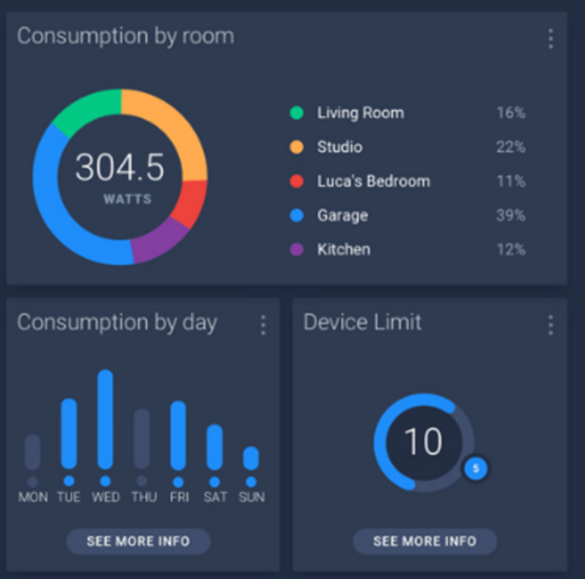 Consumption by room
304.5
WATTS
Living Room 16%
Studio 22%
Luca's Bedroom 11%
Garage 39%
Kitchen 12%
Consumption by day
MON TUE WED THU FRI SAT SUN
SEE MORE INFO
Device Limit
10
5
SEE MORE INFO